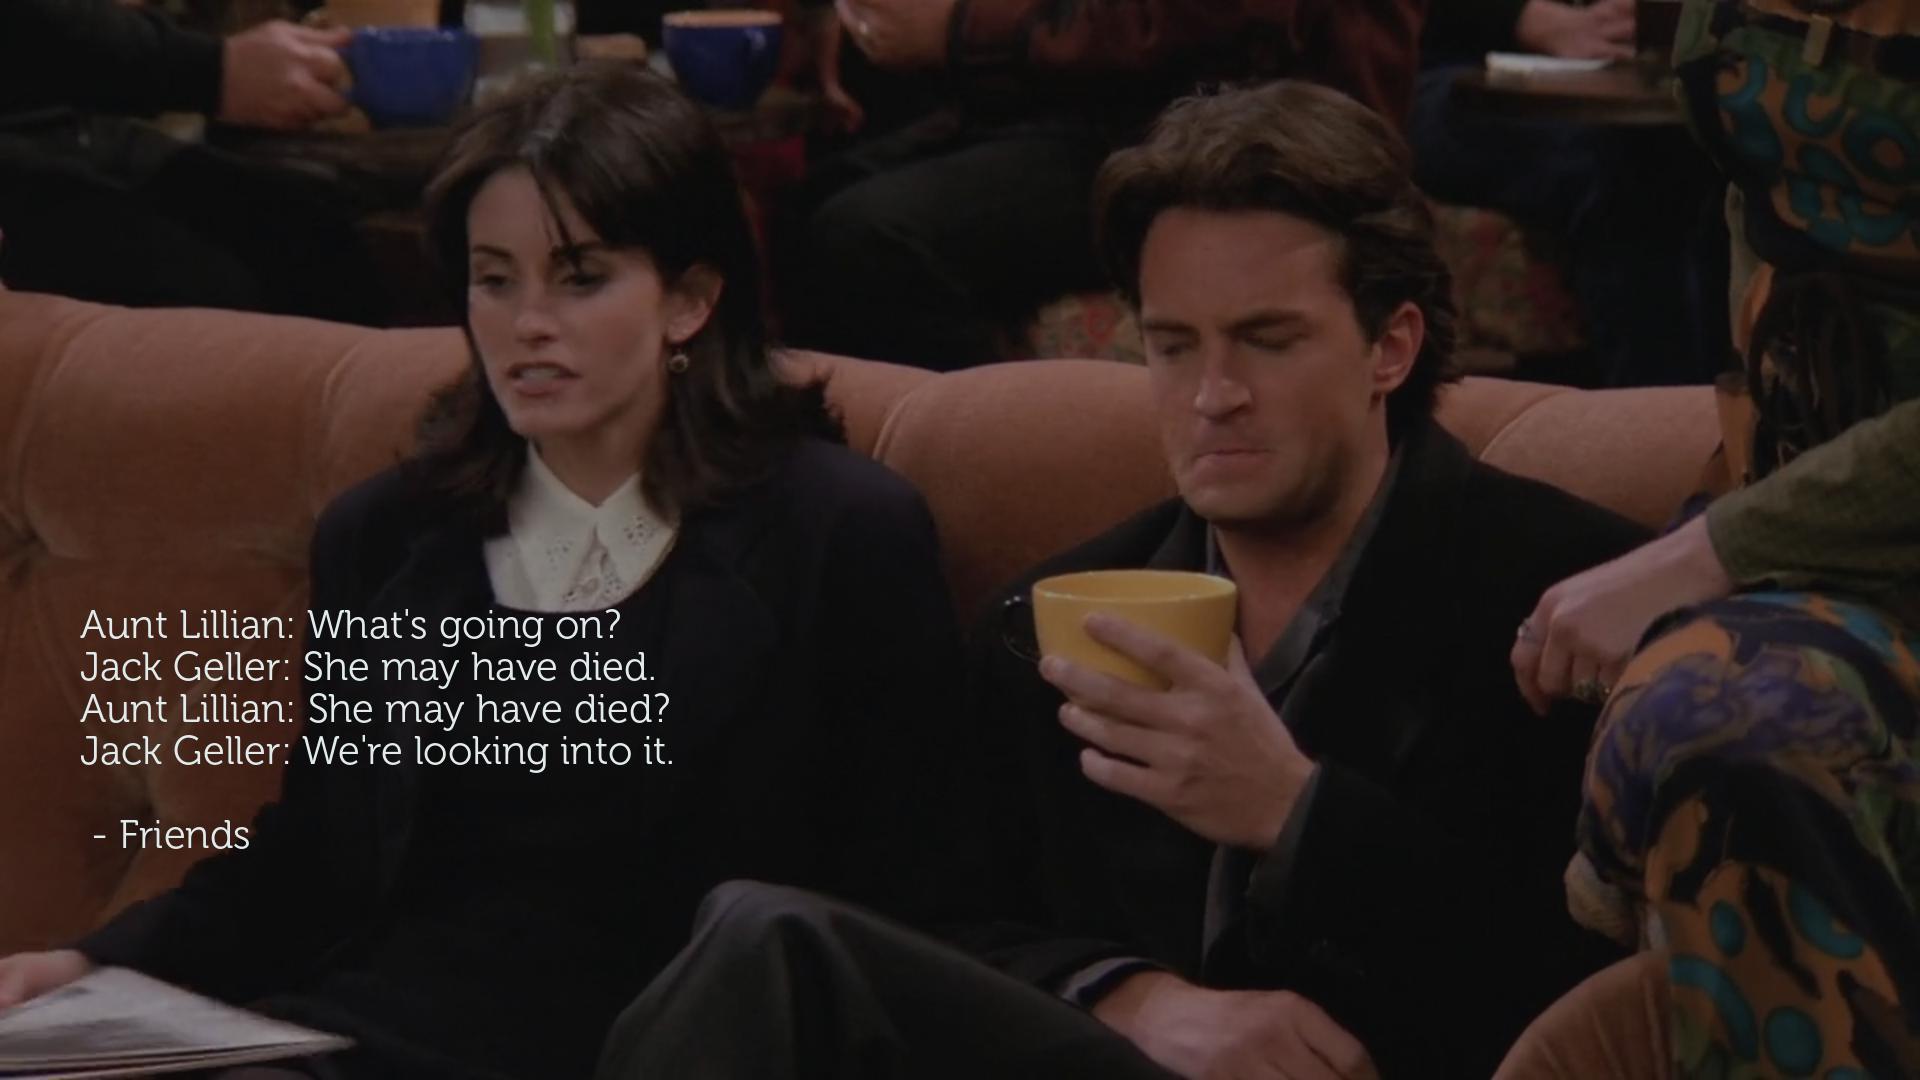 Aunt Lillian: What's going on?
Jack Geller: She may have died.
Aunt Lillian: She may have died?
Jack Geller: We're looking into it.
- Friends